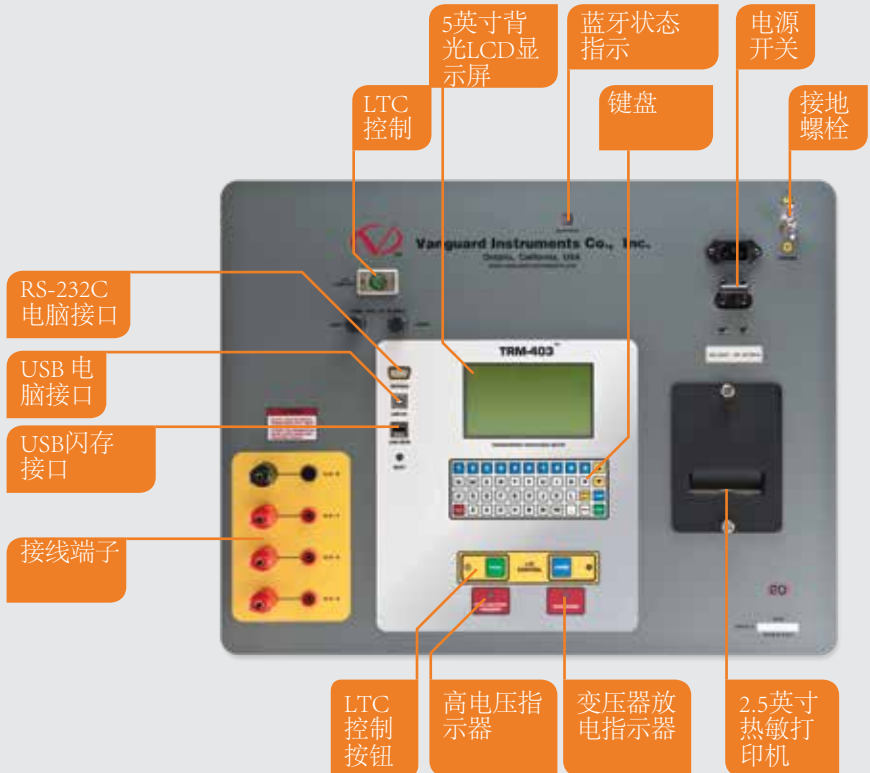 5英寸背
光LCD显
示屏
蓝牙状态
指示
电源
开关
LTC
控制
键盘
接地
螺栓
Vanguard Instruments Co., Inc.
Ontario, California, USA
RS-232C
电脑接口
USB 电
脑接口
USB闪存
接口
接线端子
TRM-403
LTC
CONTROL
LTC
控制
按钮
高电压指
示器
变压器放
电指示器
2.5英寸
热敏打
印机